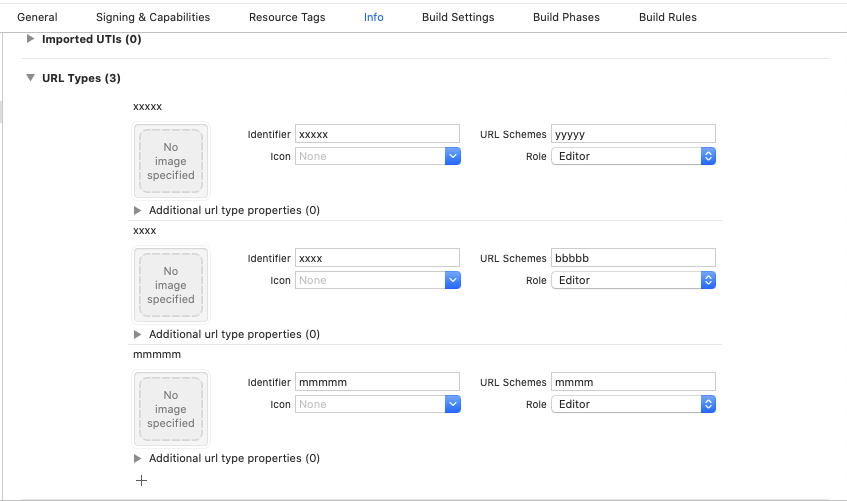 General Signing & Capabilities Resource Tags Info Build Settings Build Phases Build Rules
Imported UTIs (0)
URL Types (3)
xxxxx
No image specified
Identifier xxxxx URL Schemes yyyyy
Icon None Role Editor
Additional url type properties (0)
xxxx
No image specified
Identifier xxxx URL Schemes bbbbb
Icon None Role Editor
Additional url type properties (0)
mmmmm
No image specified
Identifier mmmmm URL Schemes mmmm
Icon None Role Editor
Additional url type properties (0)
+